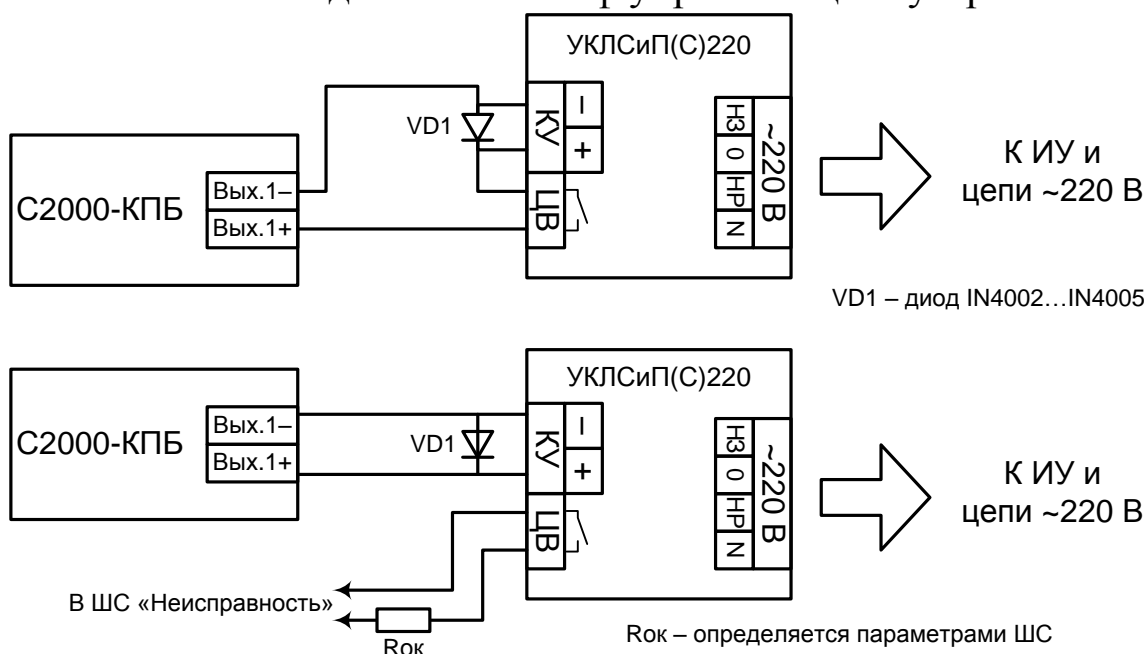 УКЛСиП(С)220
VD1
КУ
–
+
ЦВ
С2000-КПБ
Вых.1–
Вых.1+
НЗ
0
НР
N
~220 В
К ИУ и
цепи ~220 В
VD1 – диод IN4002...IN4005
УКЛСиП(С)220
С2000-КПБ
Вых.1–
Вых.1+
VD1
КУ
–
+
ЦВ
НЗ
0
НР
N
~220 В
К ИУ и
цепи ~220 В
В ШС «Неисправность»
Rок
Rок – определяется параметрами ШС